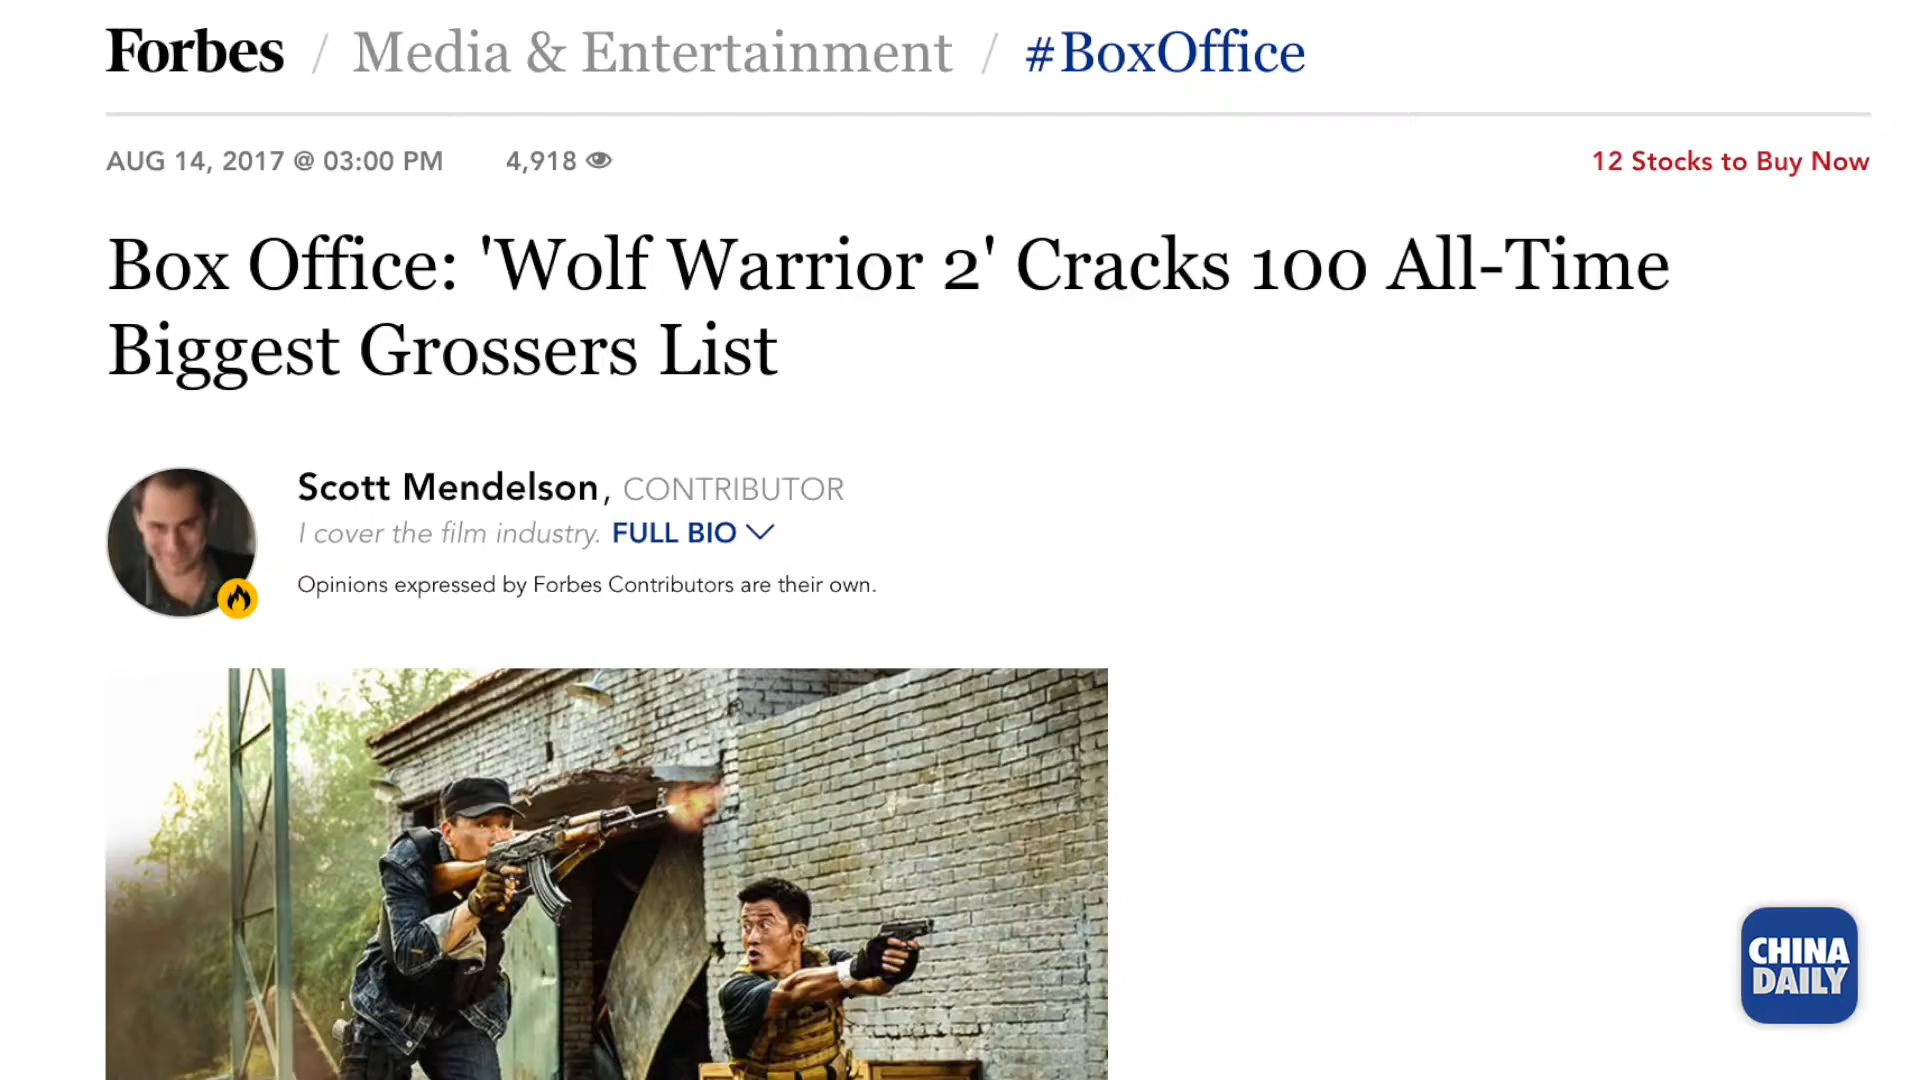 Forbes / Media & Entertainment / #BoxOffice
AUG 14, 2017 @ 03:00 PM 4,918 12 Stocks to Buy Now
Box Office: 'Wolf Warrior 2' Cracks 100 All-Time
Biggest Grossers List
Scott Mendelson, CONTRIBUTOR
I cover the film industry. FULL BIO
Opinions expressed by Forbes Contributors are their own.
CHINA
DAILY